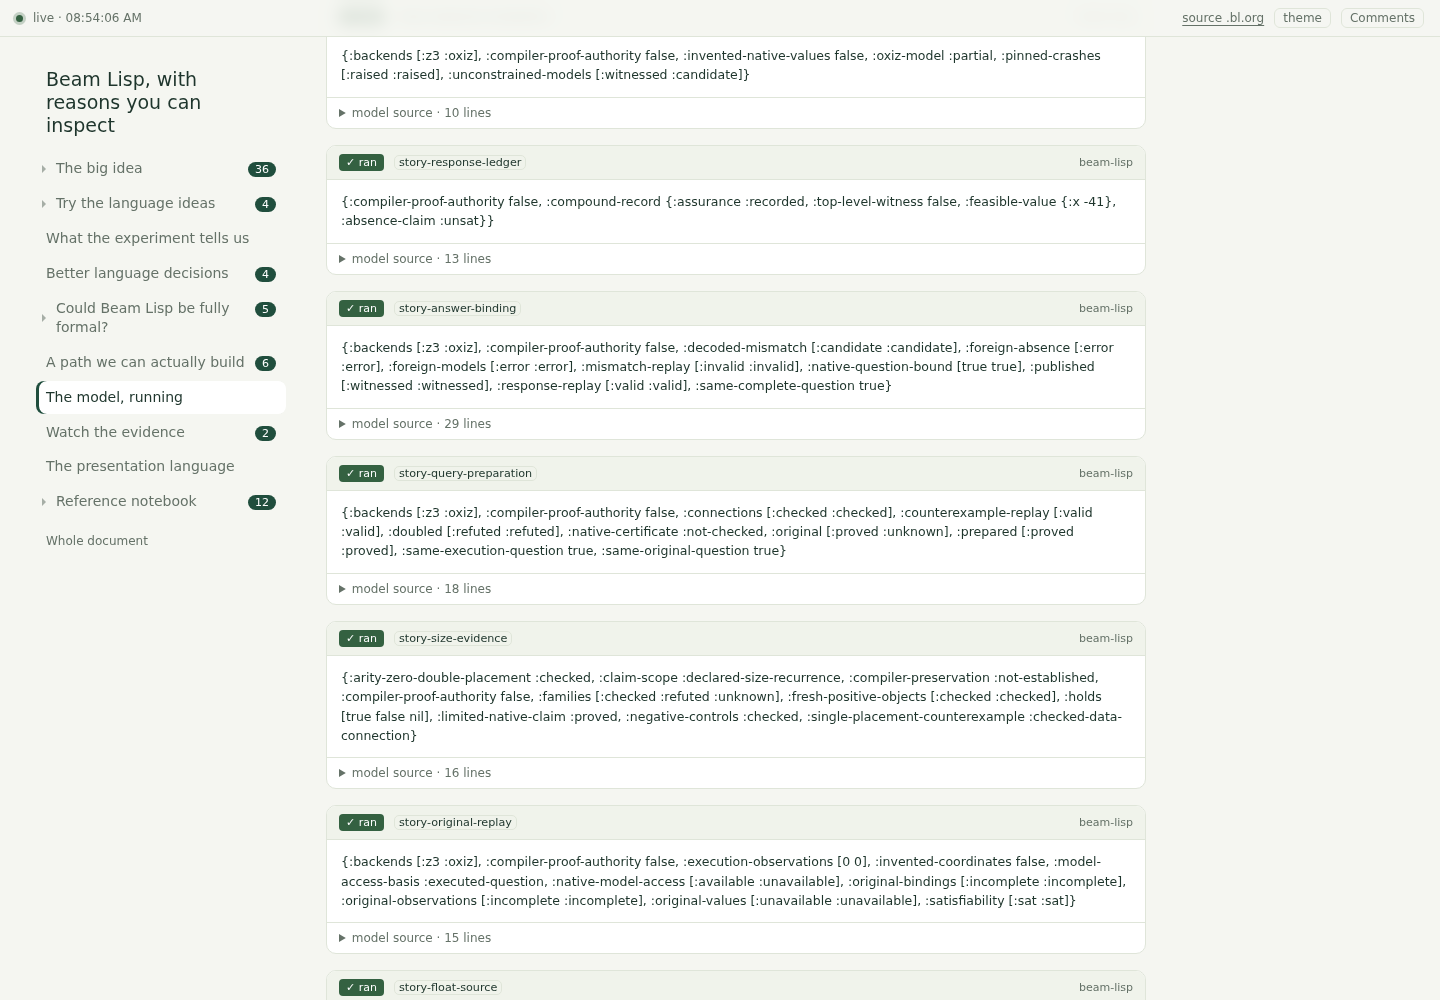 live · 08:54:06 AM
source .bl.org
theme
Comments
Beam Lisp, with
reasons you can
inspect
The big idea 36
Try the language ideas 4
What the experiment tells us
Better language decisions 4
Could Beam Lisp be fully
formal? 5
A path we can actually build 6
The model, running
Watch the evidence 2
The presentation language
Reference notebook 12
Whole document
{:backends [:z3 :oxiz], :compiler-proof-authority false, :invented-native-values false, :oxiz-model :partial, :pinned-crashes
[:raised :raised], :unconstrained-models [:witnessed :candidate]}
▶ model source · 10 lines
✓ ran story-response-ledger beam-lisp
{:compiler-proof-authority false, :compound-record {:assurance :recorded, :top-level-witness false, :feasible-value {:x -41},
:absence-claim :unsat}}
▶ model source · 13 lines
✓ ran story-answer-binding beam-lisp
{:backends [:z3 :oxiz], :compiler-proof-authority false, :decoded-mismatch [:candidate :candidate], :foreign-absence [:error
:error], :foreign-models [:error :error], :mismatch-replay [:invalid :invalid], :native-question-bound [true true], :published
[:witnessed :witnessed], :response-replay [:valid :valid], :same-complete-question true}
▶ model source · 29 lines
✓ ran story-query-preparation beam-lisp
{:backends [:z3 :oxiz], :compiler-proof-authority false, :connections [:checked :checked], :counterexample-replay [:valid
:valid], :doubled [:refuted :refuted], :native-certificate :not-checked, :original [:proved :unknown], :prepared [:proved
:proved], :same-execution-question true, :same-original-question true}
▶ model source · 18 lines
✓ ran story-size-evidence beam-lisp
{:arity-zero-double-placement :checked, :claim-scope :declared-size-recurrence, :compiler-preservation :not-established,
:compiler-proof-authority false, :families [:checked :refuted :unknown], :fresh-positive-objects [:checked :checked], :holds
[true false nil], :limited-native-claim :proved, :negative-controls :checked, :single-placement-counterexample :checked-data-
connection}
▶ model source · 16 lines
✓ ran story-original-replay beam-lisp
{:backends [:z3 :oxiz], :compiler-proof-authority false, :execution-observations [0 0], :invented-coordinates false, :model-
access-basis :executed-question, :native-model-access [:available :unavailable], :original-bindings [:incomplete :incomplete],
:original-observations [:incomplete :incomplete], :original-values [:unavailable :unavailable], :satisfiability [:sat :sat]}
▶ model source · 15 lines
✓ ran story-float-source beam-lisp